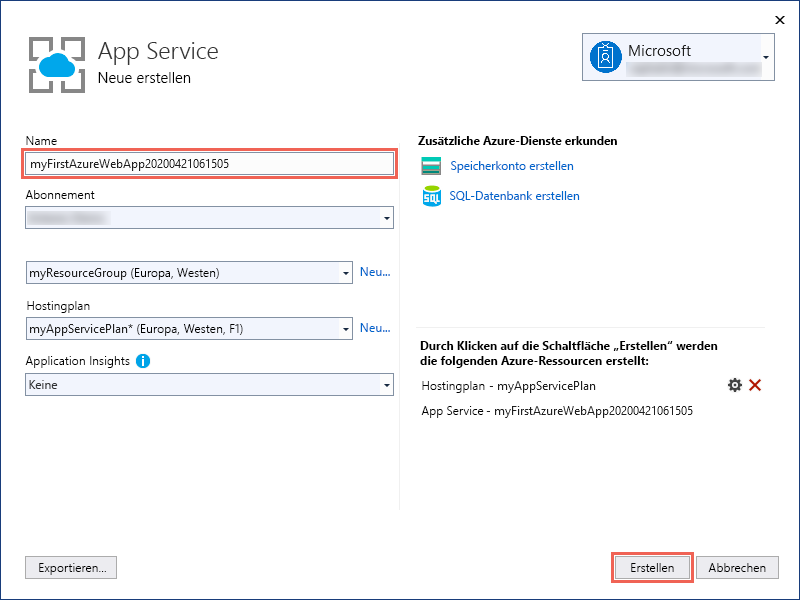 App Service
Neue erstellen
Microsoft
Name
myFirstAzureWebApp20200421061505
Abonnement
myResourceGroup (Europa, Westen)
Neu...
Hostingplan
myAppServicePlan* (Europa, Westen, F1)
Neu...
Application Insights
Keine
Zusätzliche Azure-Dienste erkunden
Speicherkonto erstellen
SQL
SQL-Datenbank erstellen
Durch Klicken auf die Schaltfläche „Erstellen“ werden
die folgenden Azure-Ressourcen erstellt:
Hostingplan - myAppServicePlan
App Service - myFirstAzureWebApp20200421061505
Exportieren...
Erstellen
Abbrechen